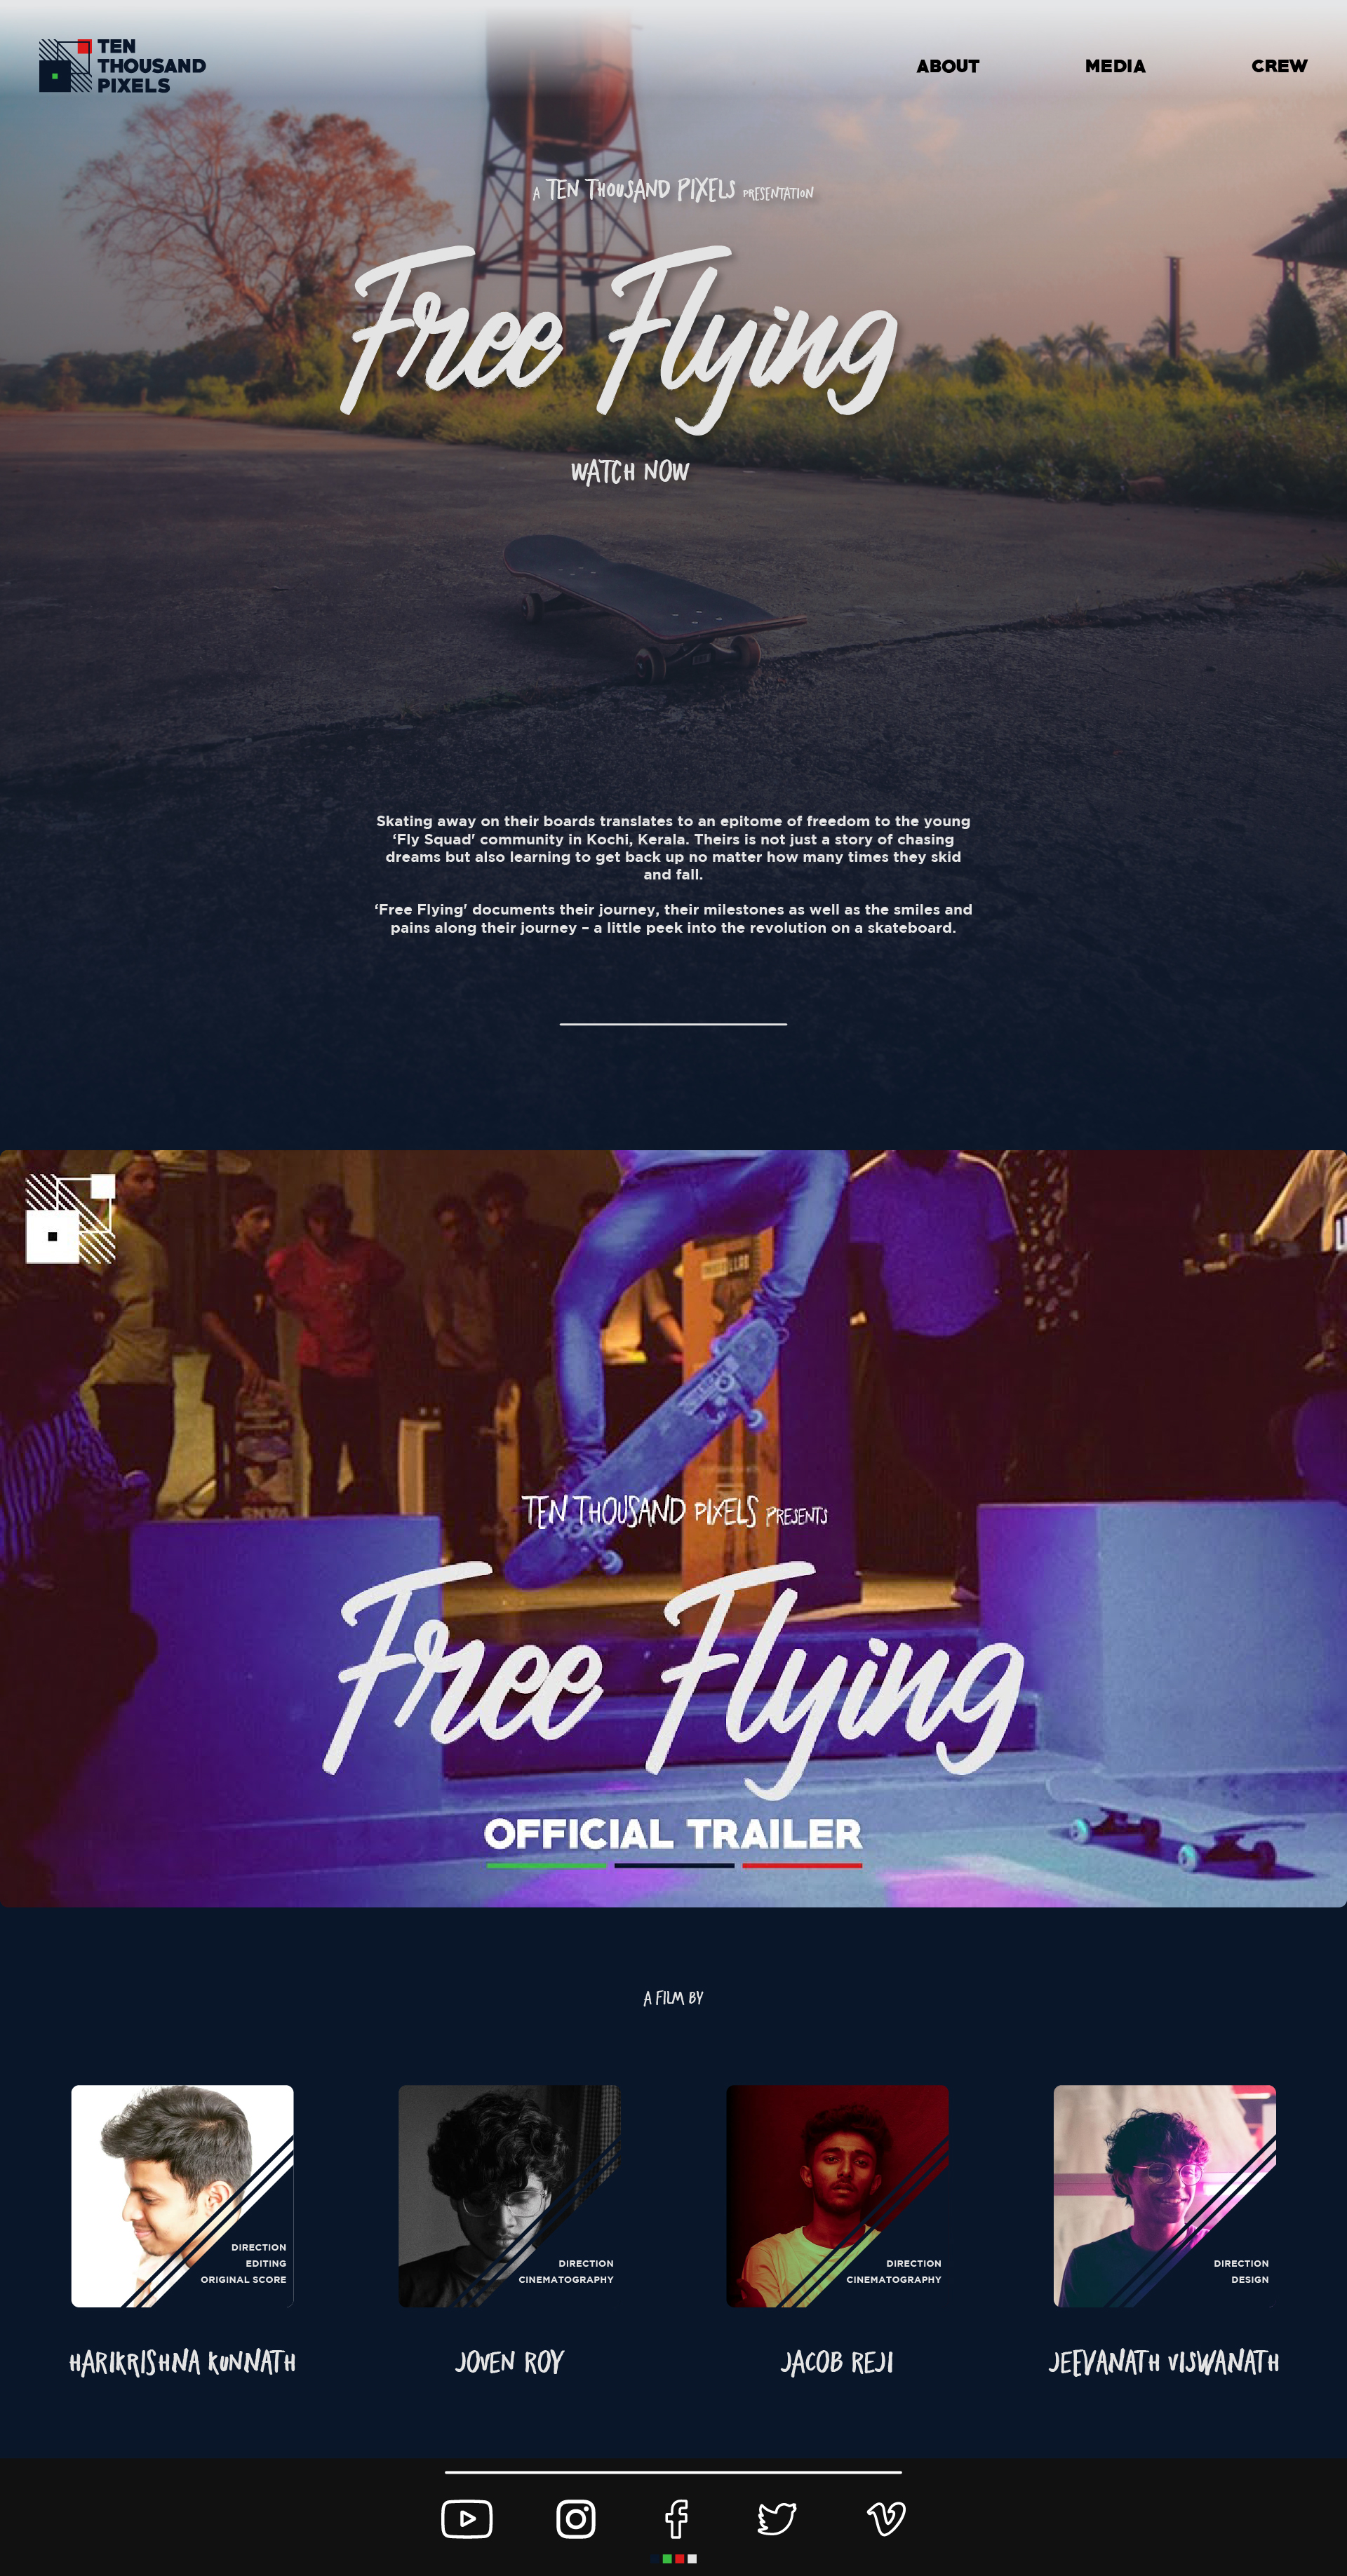 TEN
THOUSAND
PIXELS
ABOUT
MEDIA
CREW
A TEN THOUSAND PIXELS PRESENTATION
Free Flying
WATCH NOW
Skating away on their boards translates to an epitome of freedom to the young
‘Fly Squad’ community in Kochi, Kerala. Theirs is not just a story of chasing
dreams but also learning to get back up no matter how many times they skid
and fall.
‘Free Flying’ documents their journey, their milestones as well as the smiles and
pains along their journey – a little peek into the revolution on a skateboard.
TEN THOUSAND PIXELS PRESENTS
Free Flying
OFFICIAL TRAILER
A FILM BY
DIRECTION
EDITING
ORIGINAL SCORE
DIRECTION
CINEMATOGRAPHY
DIRECTION
CINEMATOGRAPHY
DIRECTION
DESIGN
HARIKRISHNA KUNNATH
JOVEN ROY
JACOB REJI
JEEVANATH VISWANATH